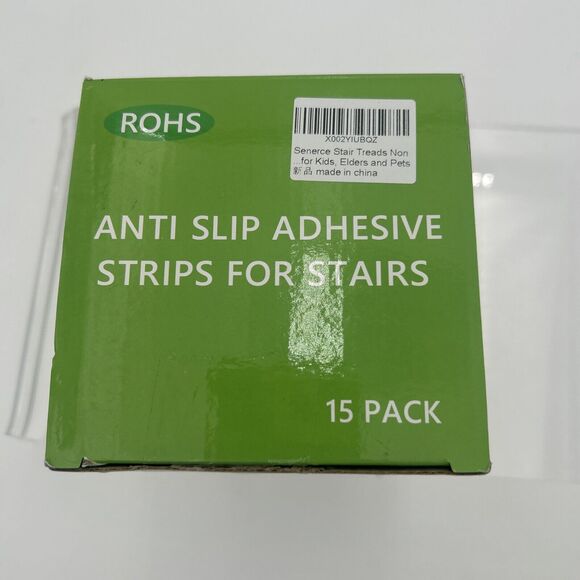 ROHS
X002YIUBQZ
Senerce Stair Treads Non
...for Kids, Elders and Pets
新品 made in china
ANTI SLIP ADHESIVE
STRIPS FOR STAIRS
15 PACK